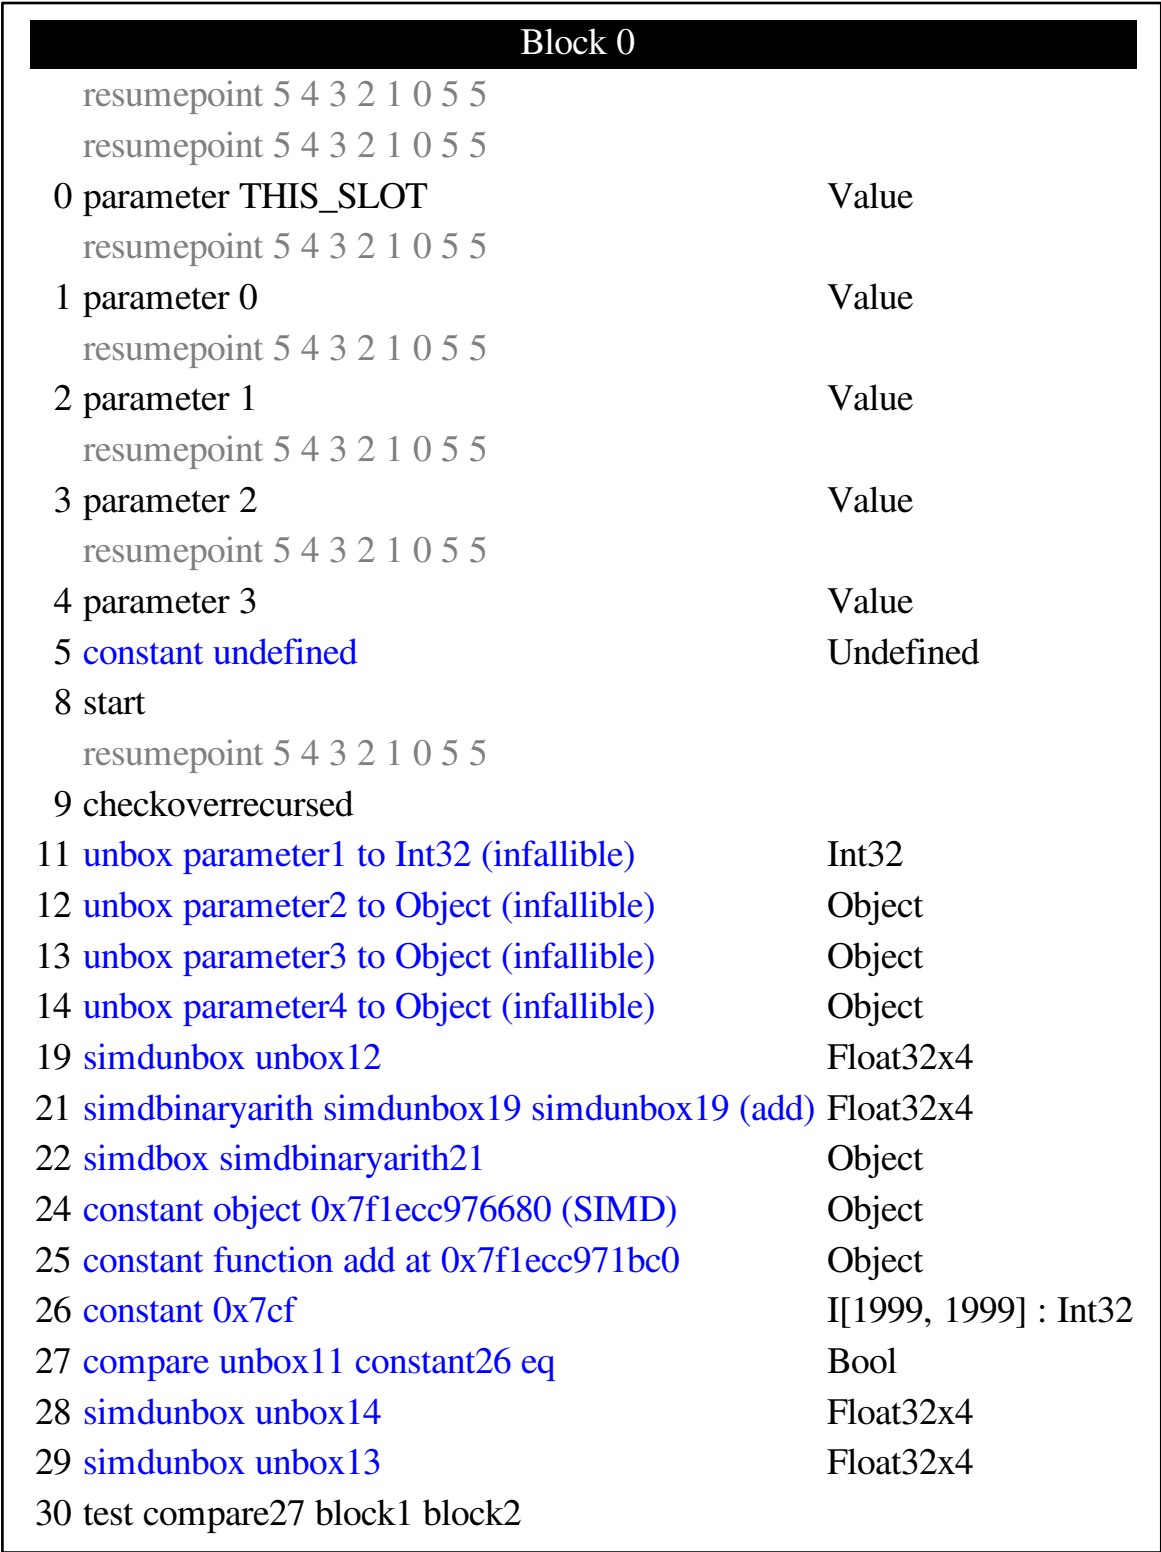 Block 0
resumepoint 5 4 3 2 1 0 5 5
resumepoint 5 4 3 2 1 0 5 5
0 parameter THIS_SLOT Value
resumepoint 5 4 3 2 1 0 5 5
1 parameter 0 Value
resumepoint 5 4 3 2 1 0 5 5
2 parameter 1 Value
resumepoint 5 4 3 2 1 0 5 5
3 parameter 2 Value
resumepoint 5 4 3 2 1 0 5 5
4 parameter 3 Value
5 constant undefined Undefined
8 start
resumepoint 5 4 3 2 1 0 5 5
9 checkoverrecursed
11 unbox parameter1 to Int32 (infallible) Int32
12 unbox parameter2 to Object (infallible) Object
13 unbox parameter3 to Object (infallible) Object
14 unbox parameter4 to Object (infallible) Object
19 simdunbox unbox12 Float32x4
21 simdbinaryarith simdunbox19 simdunbox19 (add) Float32x4
22 simdbox simdbinaryarith21 Object
24 constant object 0x7f1ecc976680 (SIMD) Object
25 constant function add at 0x7f1ecc971bc0 Object
26 constant 0x7cf I[1999, 1999] : Int32
27 compare unbox11 constant26 eq Bool
28 simdunbox unbox14 Float32x4
29 simdunbox unbox13 Float32x4
30 test compare27 block1 block2